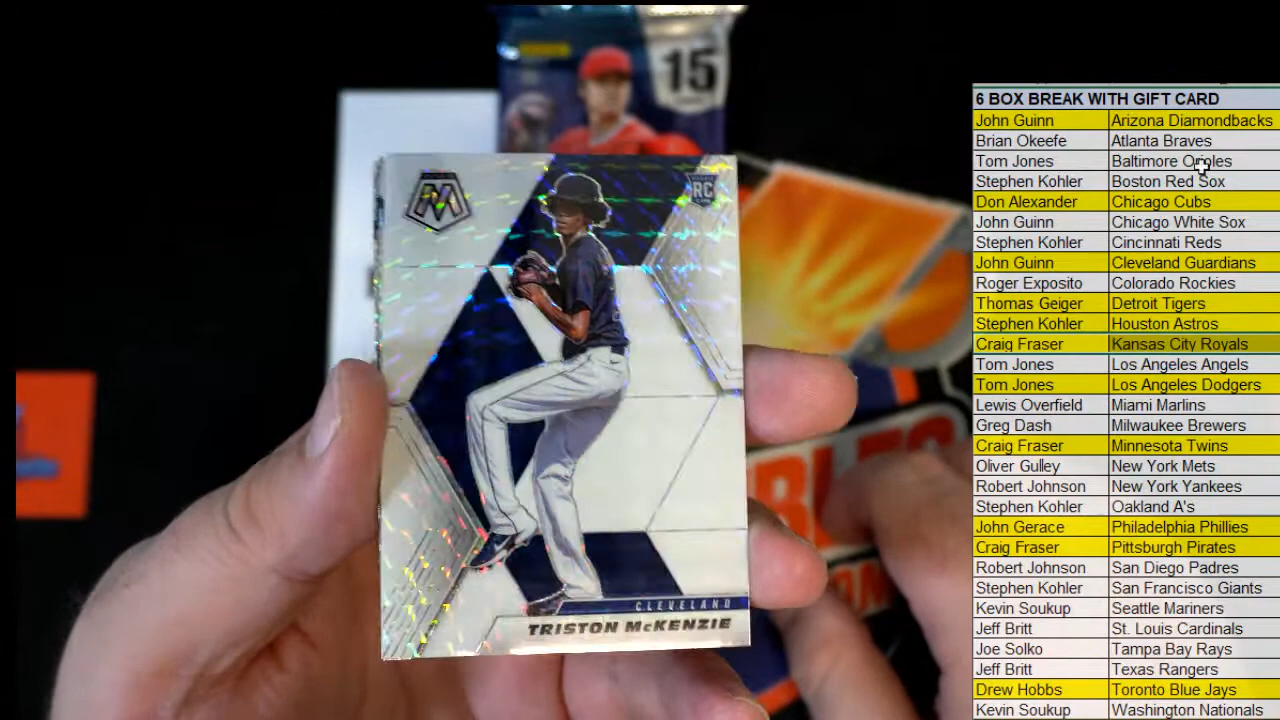 15
RC
CLEVELAND
TRISTON McKENZIE
6 BOX BREAK WITH GIFT CARD
John Guinn Arizona Diamondbacks
Brian Okeefe Atlanta Braves
Tom Jones Baltimore Orioles
Stephen Kohler Boston Red Sox
Don Alexander Chicago Cubs
John Guinn Chicago White Sox
Stephen Kohler Cincinnati Reds
John Guinn Cleveland Guardians
Roger Exposito Colorado Rockies
Thomas Geiger Detroit Tigers
Stephen Kohler Houston Astros
Craig Fraser Kansas City Royals
Tom Jones Los Angeles Angels
Tom Jones Los Angeles Dodgers
Lewis Overfield Miami Marlins
Greg Dash Milwaukee Brewers
Craig Fraser Minnesota Twins
Oliver Gulley New York Mets
Robert Johnson New York Yankees
Stephen Kohler Oakland A's
John Gerace Philadelphia Phillies
Craig Fraser Pittsburgh Pirates
Robert Johnson San Diego Padres
Stephen Kohler San Francisco Giants
Kevin Soukup Seattle Mariners
Jeff Britt St. Louis Cardinals
Joe Solko Tampa Bay Rays
Jeff Britt Texas Rangers
Drew Hobbs Toronto Blue Jays
Kevin Soukup Washington Nationals